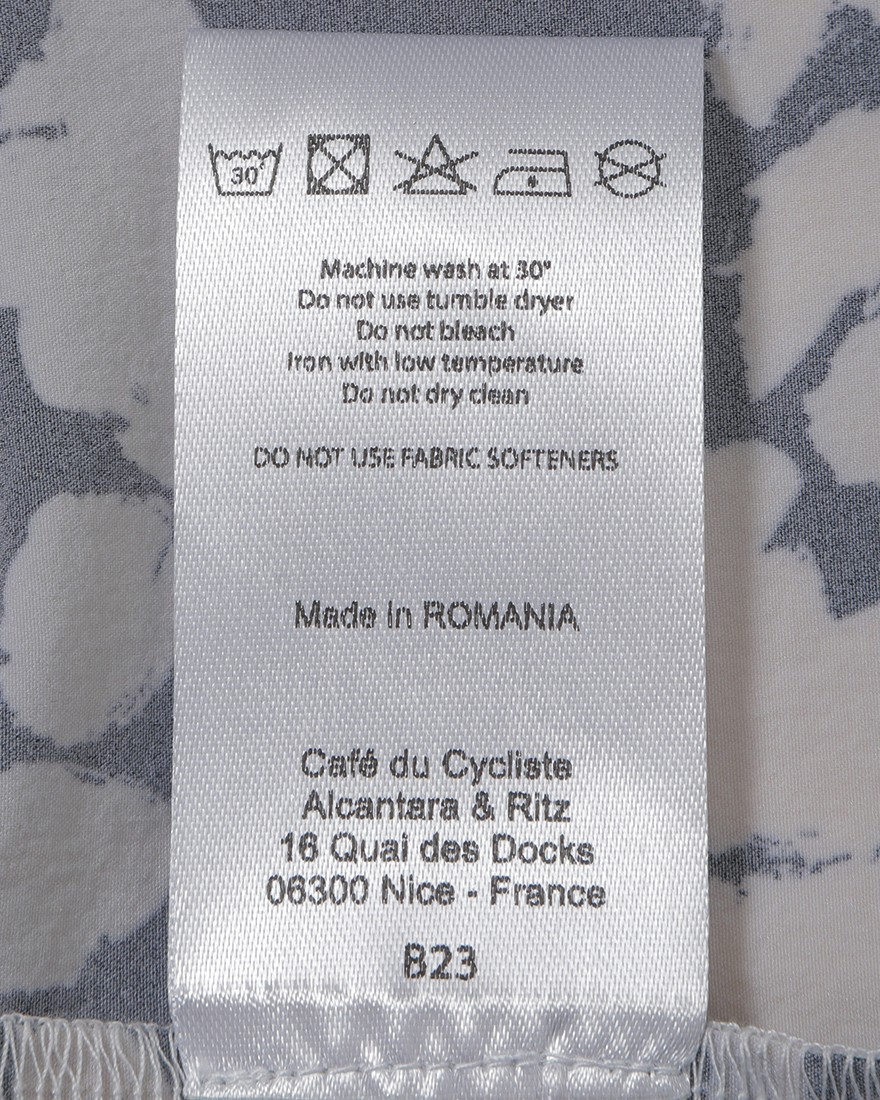 30°
Machine wash at 30°
Do not use tumble dryer
Do not bleach
Iron with low temperature
Do not dry clean
DO NOT USE FABRIC SOFTENERS
Made in ROMANIA
Café du Cycliste
Alcantara & Ritz
16 Quai des Docks
06300 Nice - France
B23